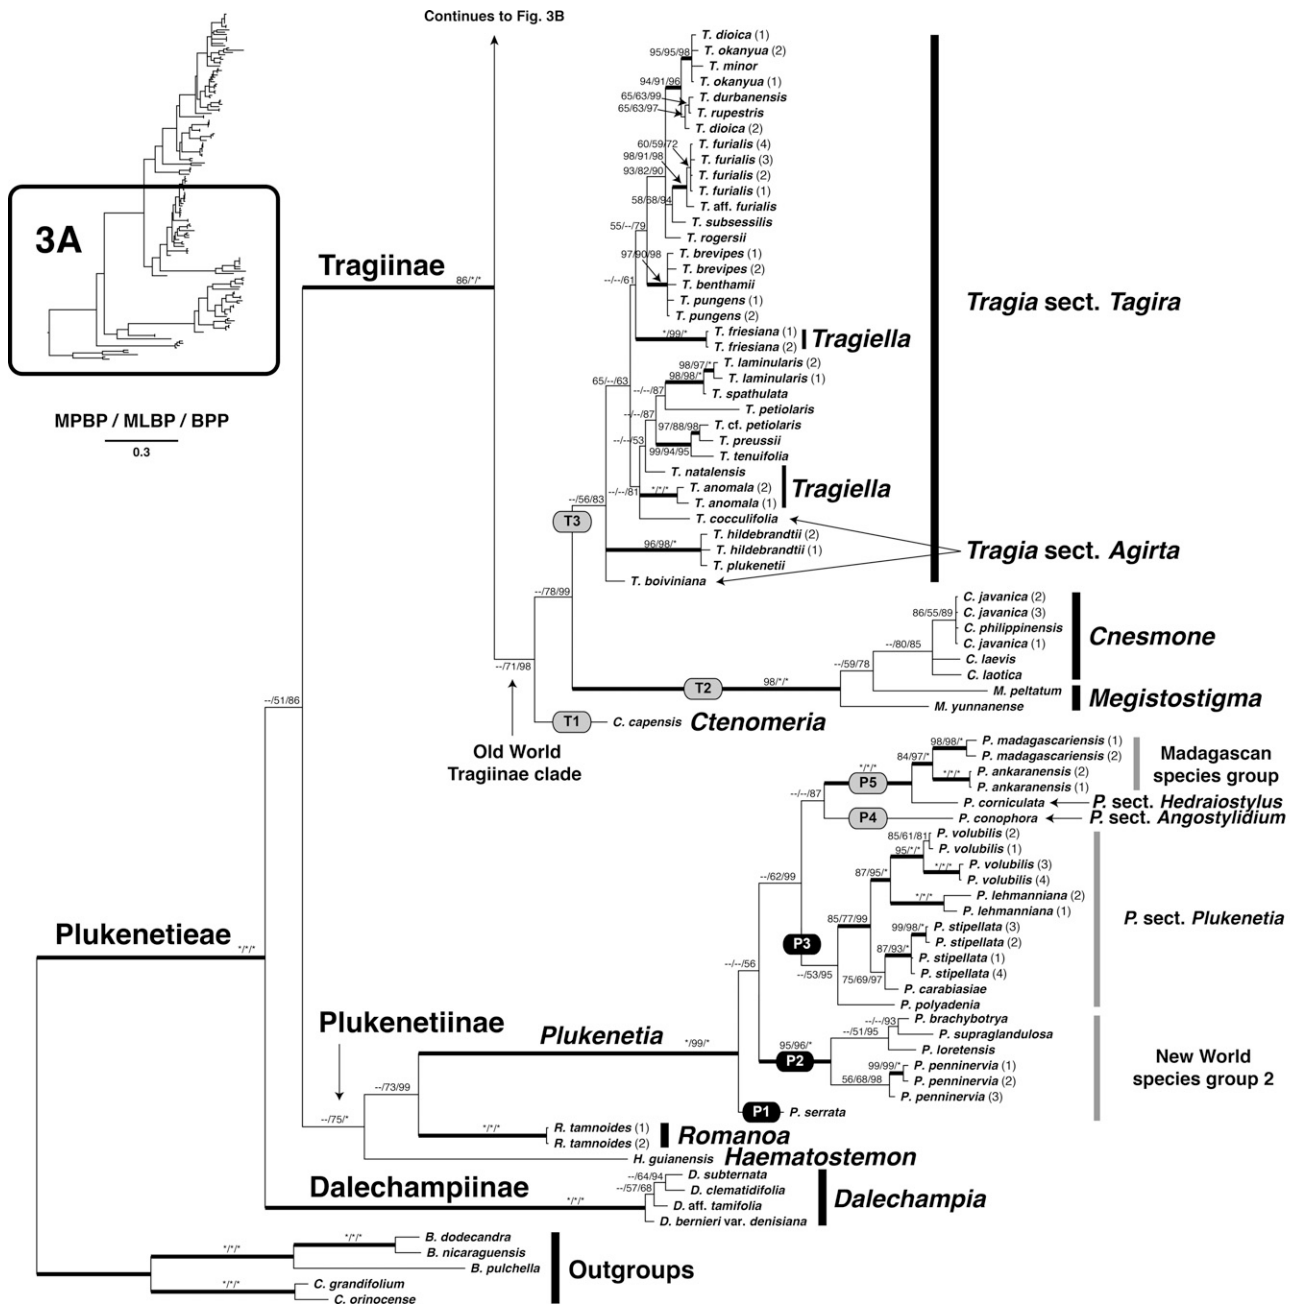 Continues to Fig. 3B
3A
MPBP / MLBP / BPP
0.3
Tragiinae
86/*/*
T. dioica (1)
95/95/98
T. okanyua (2)
T. minor
94/91/96
T. okanyua (1)
65/63/99
T. durbanensis
65/63/97
T. rupestris
T. dioica (2)
60/59/72
T. furialis (4)
98/91/98
T. furialis (3)
93/82/90
T. furialis (2)
T. furialis (1)
58/68/94
T. aff. furialis
T. subsessilis
55/--/79
T. rogersii
97/90/98
T. brevipes (1)
T. brevipes (2)
--/--/61
T. benthamii
T. pungens (1)
T. pungens (2)
Tragia sect. Tagira
*/99/*
T. friesiana (1)
T. friesiana (2)
Tragiella
98/97/*
T. laminularis (2)
98/98/*
T. laminularis (1)
65/--/63
--/--/87
T. spathulata
T. petiolaris
--/--/87
97/88/98
T. cf. petiolaris
--/--/53
T. preussii
99/94/95
T. tenuifolia
T. natalensis
--/--/81
*/*/*
T. anomala (2)
T. anomala (1)
Tragiella
--/56/83
T3
T. cocculifolia
T. hildebrandtii (2)
96/98/*
T. hildebrandtii (1)
T. plukenetii
T. boiviniana
Tragia sect. Agirta
--/78/99
C. javanica (2)
86/55/89
C. javanica (3)
C. philippinensis
--/80/85
C. javanica (1)
C. laevis
C. laotica
Cnesmone
--/59/78
--/71/98
T2
98/*/*
M. peltatum
M. yunnanense
Megistostigma
T1
C. capensis
Ctenomeria
Old World
Tragiinae clade
--/51/86
98/98/*
P. madagascariensis (1)
P. madagascariensis (2)
84/97/*
*/*/*
P. ankaranensis (2)
P. ankaranensis (1)
Madagascan
species group
*/*/*
P5
--/--/87
P. corniculata
P. sect. Hedraiostylus
P4
P. conophora
P. sect. Angostylidium
85/61/81
P. volubilis (2)
95/*/*
P. volubilis (1)
*/*/*
P. volubilis (3)
P. volubilis (4)
--/62/99
87/95/*
*/*/*
P. lehmanniana (2)
P. lehmanniana (1)
P. sect. Plukenetia
85/77/99
99/98/*
P. stipellata (3)
P. stipellata (2)
P3
87/93/*
P. stipellata (1)
P. stipellata (4)
--/53/95
75/69/97
P. carabiasiae
P. polyadenia
Plukenetieae
*/*/*
--/--/56
--/--/93
P. brachybotrya
--/51/95
P. supraglandulosa
P. loretensis
Plukenetiinae
Plukenetia
*/99/*
95/96/*
P2
99/99/*
P. penninervia (1)
56/68/98
P. penninervia (2)
P. penninervia (3)
New World
species group 2
--/73/99
P1
P. serrata
--/75/*
*/*/*
R. tamnoides (1)
R. tamnoides (2)
Romanoa
H. guianensis
Haematostemon
Dalechampiinae
*/*/*
--/64/94
D. subternata
--/57/68
D. clematidifolia
D. aff. tamifolia
D. bernieri var. denisiana
Dalechampia
*/*/*
*/*/*
B. dodecandra
B. nicaraguensis
B. pulchella
*/*/*
C. grandifolium
C. orinocense
Outgroups